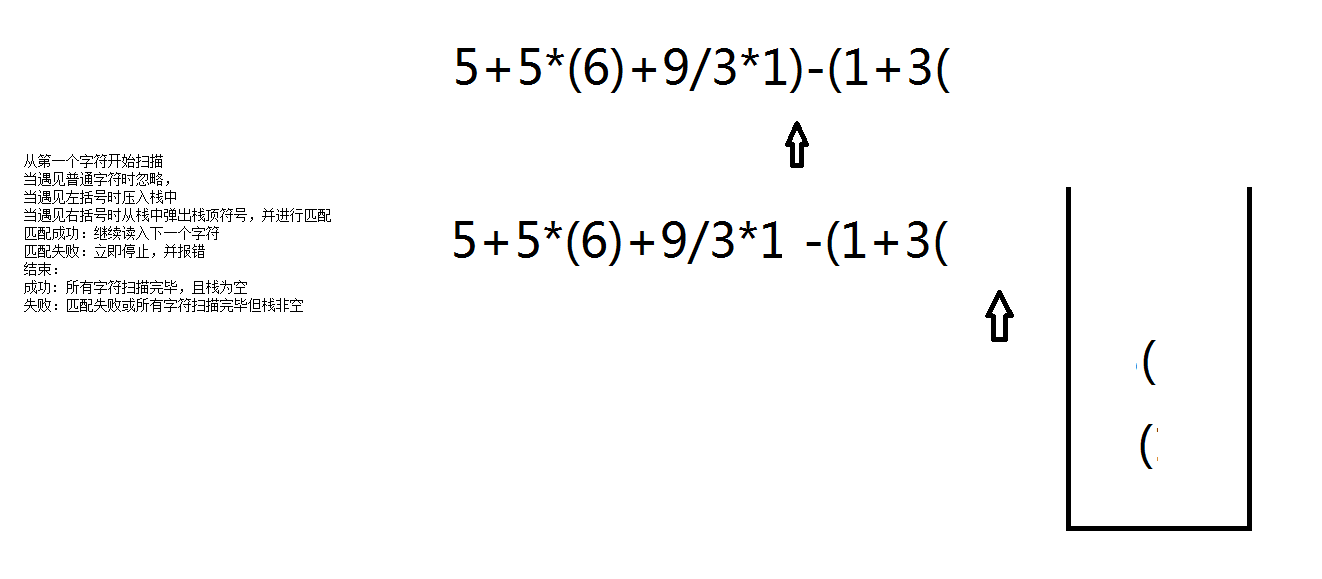 5+5*(6)+9/3*1)-(1+3(
从第一个字符开始扫描
当遇见普通字符时忽略，
当遇见左括号时压入栈中
当遇见右括号时从栈中弹出栈顶符号，并进行匹配
匹配成功：继续读入下一个字符
匹配失败：立即停止，并报错
结束：
成功：所有字符扫描完毕，且栈为空
失败：匹配失败或所有字符扫描完毕但栈非空
5+5*(6)+9/3*1 -(1+3(
(
(